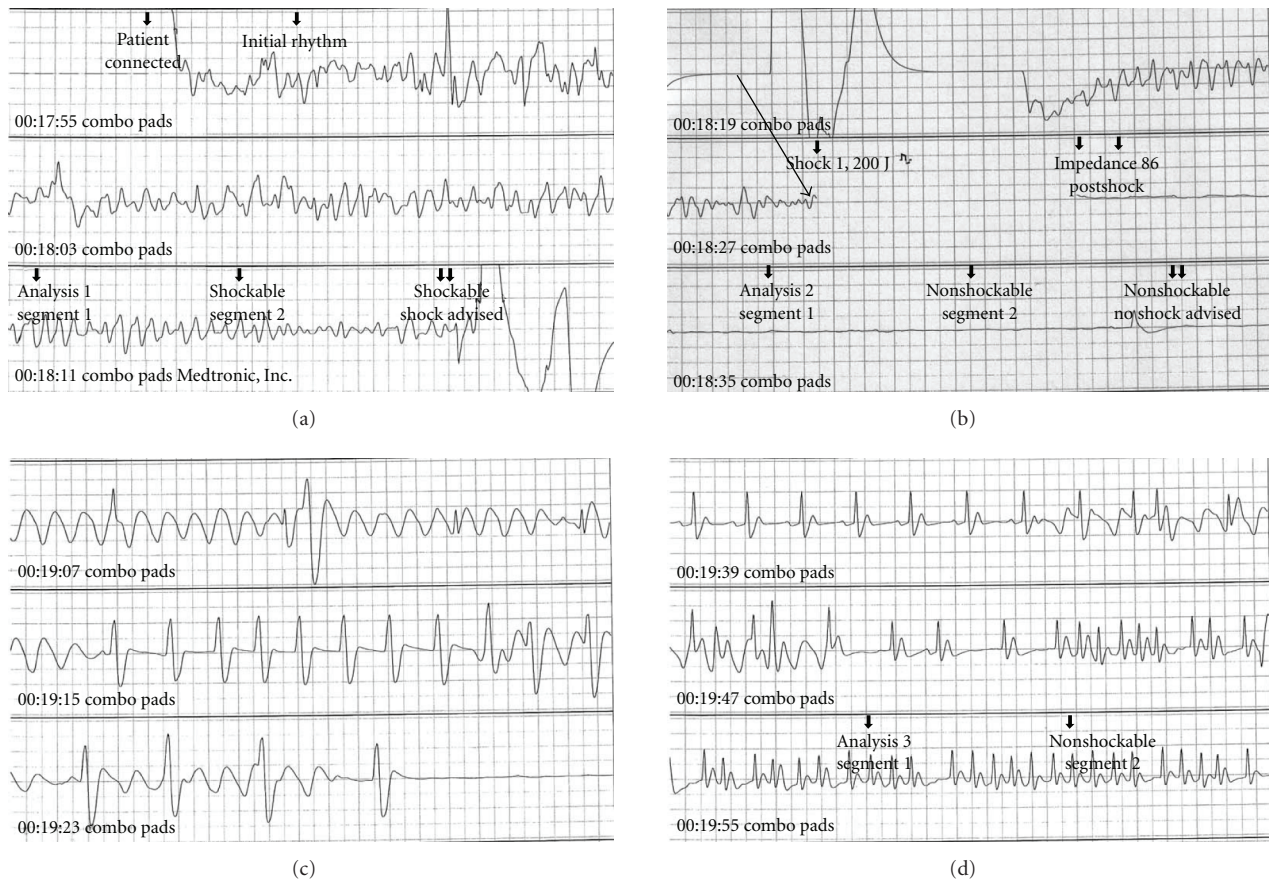 Patient
connected
Initial rhythm
00:17:55 combo pads
00:18:03 combo pads
Analysis 1
segment 1
Shockable
segment 2
Shockable
shock advised
00:18:11 combo pads Medtronic, Inc.
(a)
00:18:19 combo pads
Shock 1, 200 J
Impedance 86
postshock
00:18:27 combo pads
Analysis 2
segment 1
Nonshockable
segment 2
Nonshockable
no shock advised
00:18:35 combo pads
(b)
00:19:07 combo pads
00:19:15 combo pads
00:19:23 combo pads
(c)
00:19:39 combo pads
00:19:47 combo pads
Analysis 3
segment 1
Nonshockable
segment 2
00:19:55 combo pads
(d)